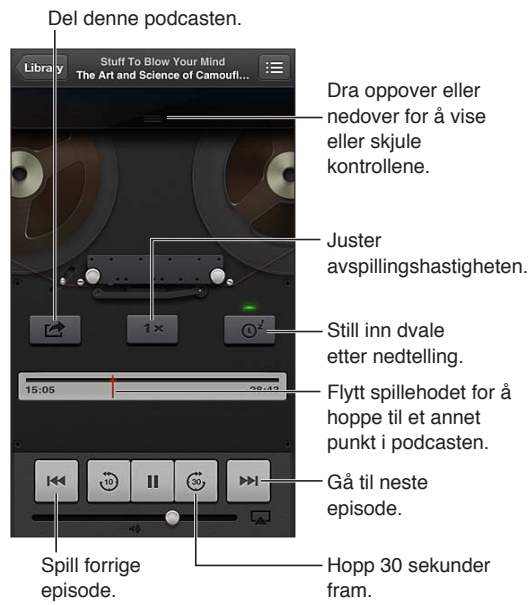 Del denne podcasten.
Library
Stuff To Blow Your Mind
The Art and Science of Camoufl...
Dra oppover eller
nedover for å vise
eller skjule
kontrollene.
Juster
avspillingshastigheten.
1×
z
Still inn dvale
etter nedtelling.
15:05
28:43
Flytt spillehodet for å
hoppe til et annet
punkt i podcasten.
10
30
Gå til neste
episode.
Spill forrige
episode.
Hopp 30 sekunder
fram.